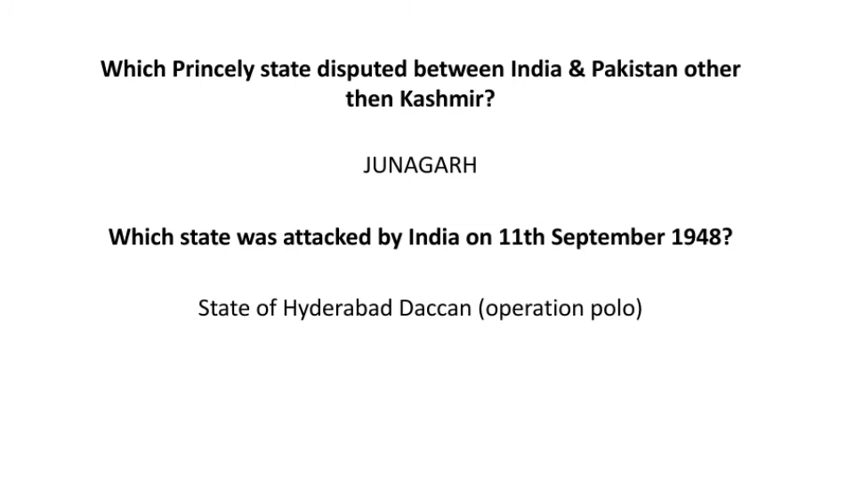 Which Princely state disputed between India & Pakistan other
then Kashmir?
JUNAGARH
Which state was attacked by India on 11th September 1948?
State of Hyderabad Daccan (operation polo)